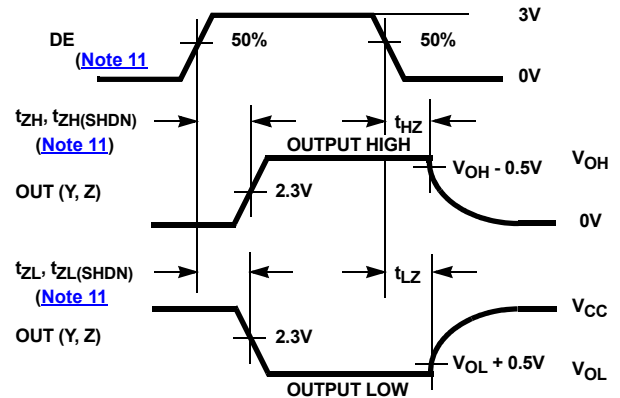 3V
DE
50%
50%
(Note 11
0V
tZH, tZH(SHDN)
tHZ
(Note 11)
OUTPUT HIGH
VOH - 0.5V
VOH
OUT (Y, Z)
2.3V
0V
tZL, tZL(SHDN)
tLZ
(Note 11
VCC
OUT (Y, Z)
2.3V
VOL + 0.5V
VOL
OUTPUT LOW